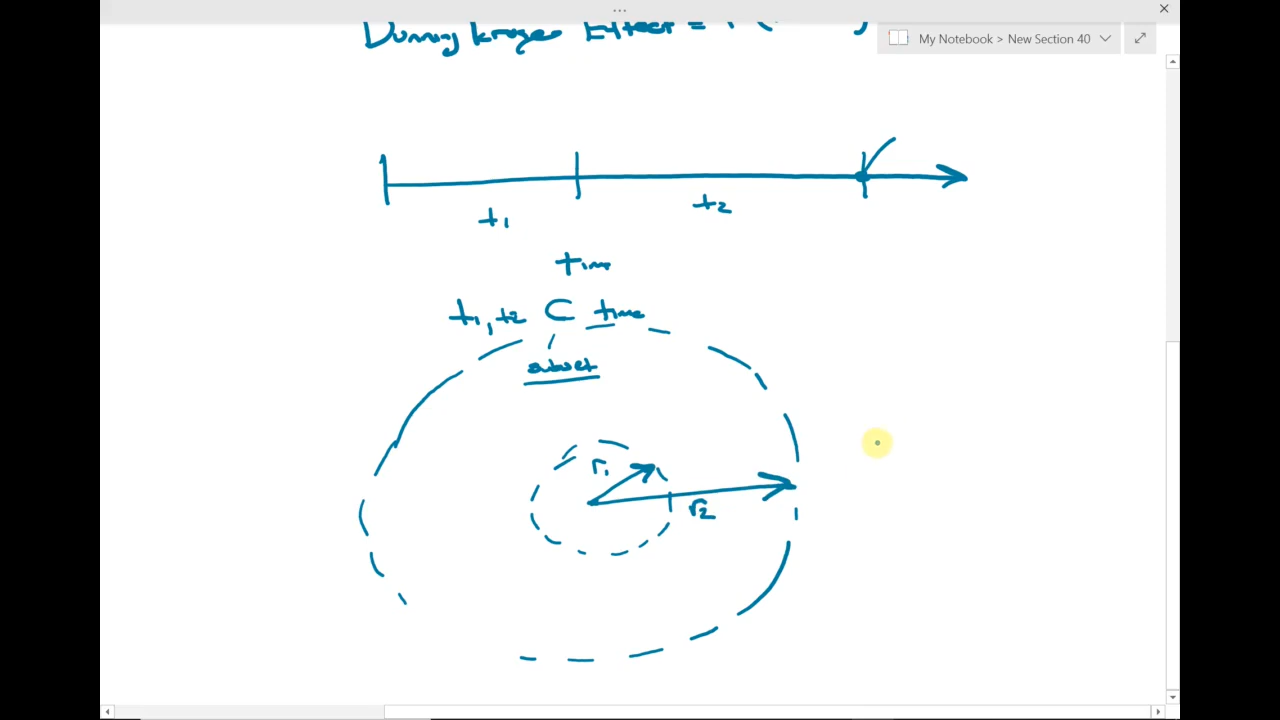 Dunning Kruger Effect =
My Notebook > New Section 40
t1
t2
time
t1, t2 ⊂ time
subset
r1
r2